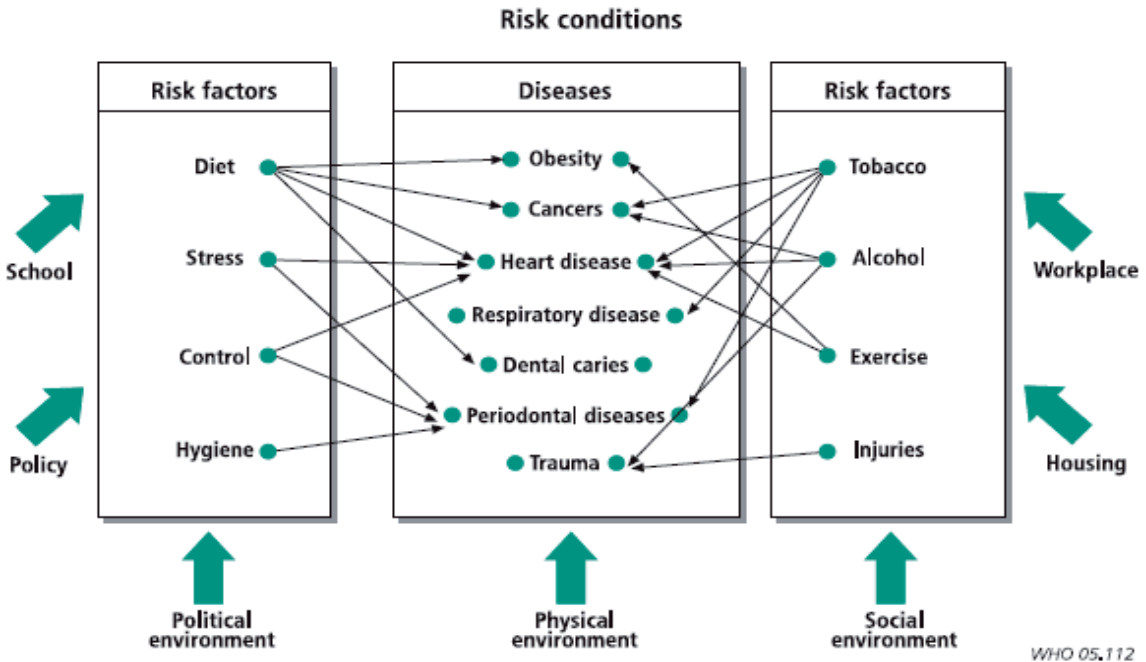 Risk conditions
Risk factors
Diseases
Risk factors
Diet
Stress
Control
Hygiene
Obesity
Cancers
Heart disease
Respiratory disease
Dental caries
Periodontal diseases
Trauma
Tobacco
Alcohol
Exercise
Injuries
School
Policy
Workplace
Housing
Political
environment
Physical
environment
Social
environment
WHO 05.112